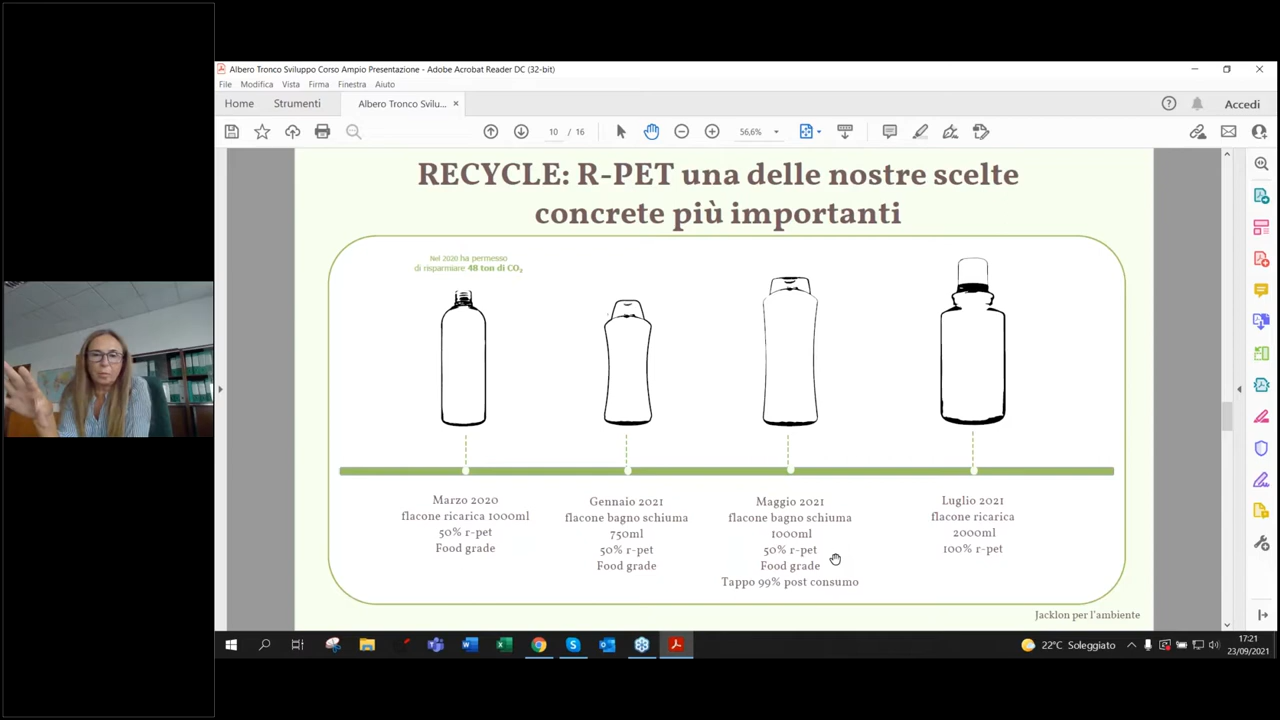 Albero Tronco Sviluppo Corso Ampio Presentazione - Adobe Acrobat Reader DC (32-bit)
File Modifica Vista Firma Finestra Aiuto
Home Strumenti Albero Tronco Svilu... × Accedi
10 / 16 56,6%
RECYCLE: R-PET una delle nostre scelte
concrete più importanti
Nel 2020 ha permesso
di risparmiare 48 ton di CO₂
Marzo 2020
flacone ricarica 1000ml
50% r-pet
Food grade
Gennaio 2021
flacone bagno schiuma
750ml
50% r-pet
Food grade
Maggio 2021
flacone bagno schiuma
1000ml
50% r-pet
Food grade
Tappo 99% post consumo
Luglio 2021
flacone ricarica
2000ml
100% r-pet
Jacklon per l'ambiente
22°C Soleggiato
17:21
23/09/2021